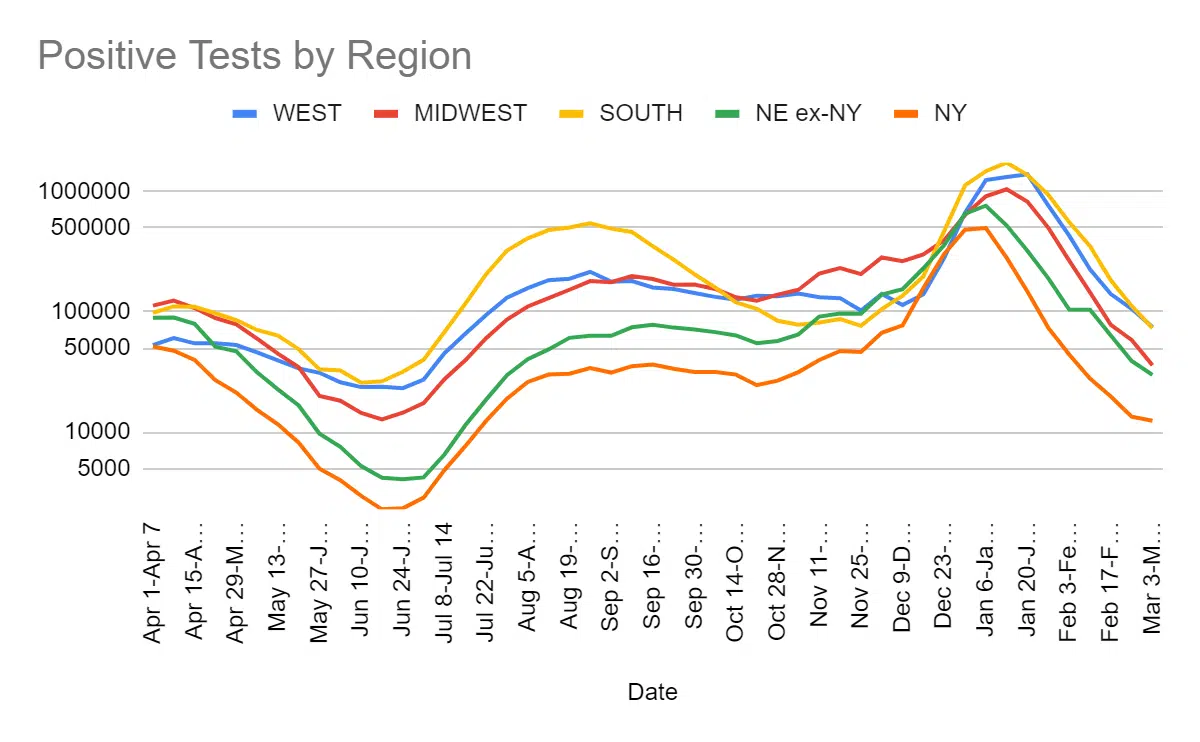 Positive Tests by Region
WEST MIDWEST SOUTH NE ex-NY NY
1000000
500000
100000
50000
10000
5000
Apr 1-Apr 7
Apr 15-A…
Apr 29-M…
May 13-…
May 27-J…
Jun 10-J…
Jun 24-J…
Jul 8-Jul 14
Jul 22-Ju…
Aug 5-A…
Aug 19-…
Sep 2-S…
Sep 16-…
Sep 30-…
Oct 14-O…
Oct 28-N…
Nov 11-…
Nov 25-…
Dec 9-D…
Dec 23-…
Jan 6-Ja…
Jan 20-J…
Feb 3-Fe…
Feb 17-F…
Mar 3-M…
Date